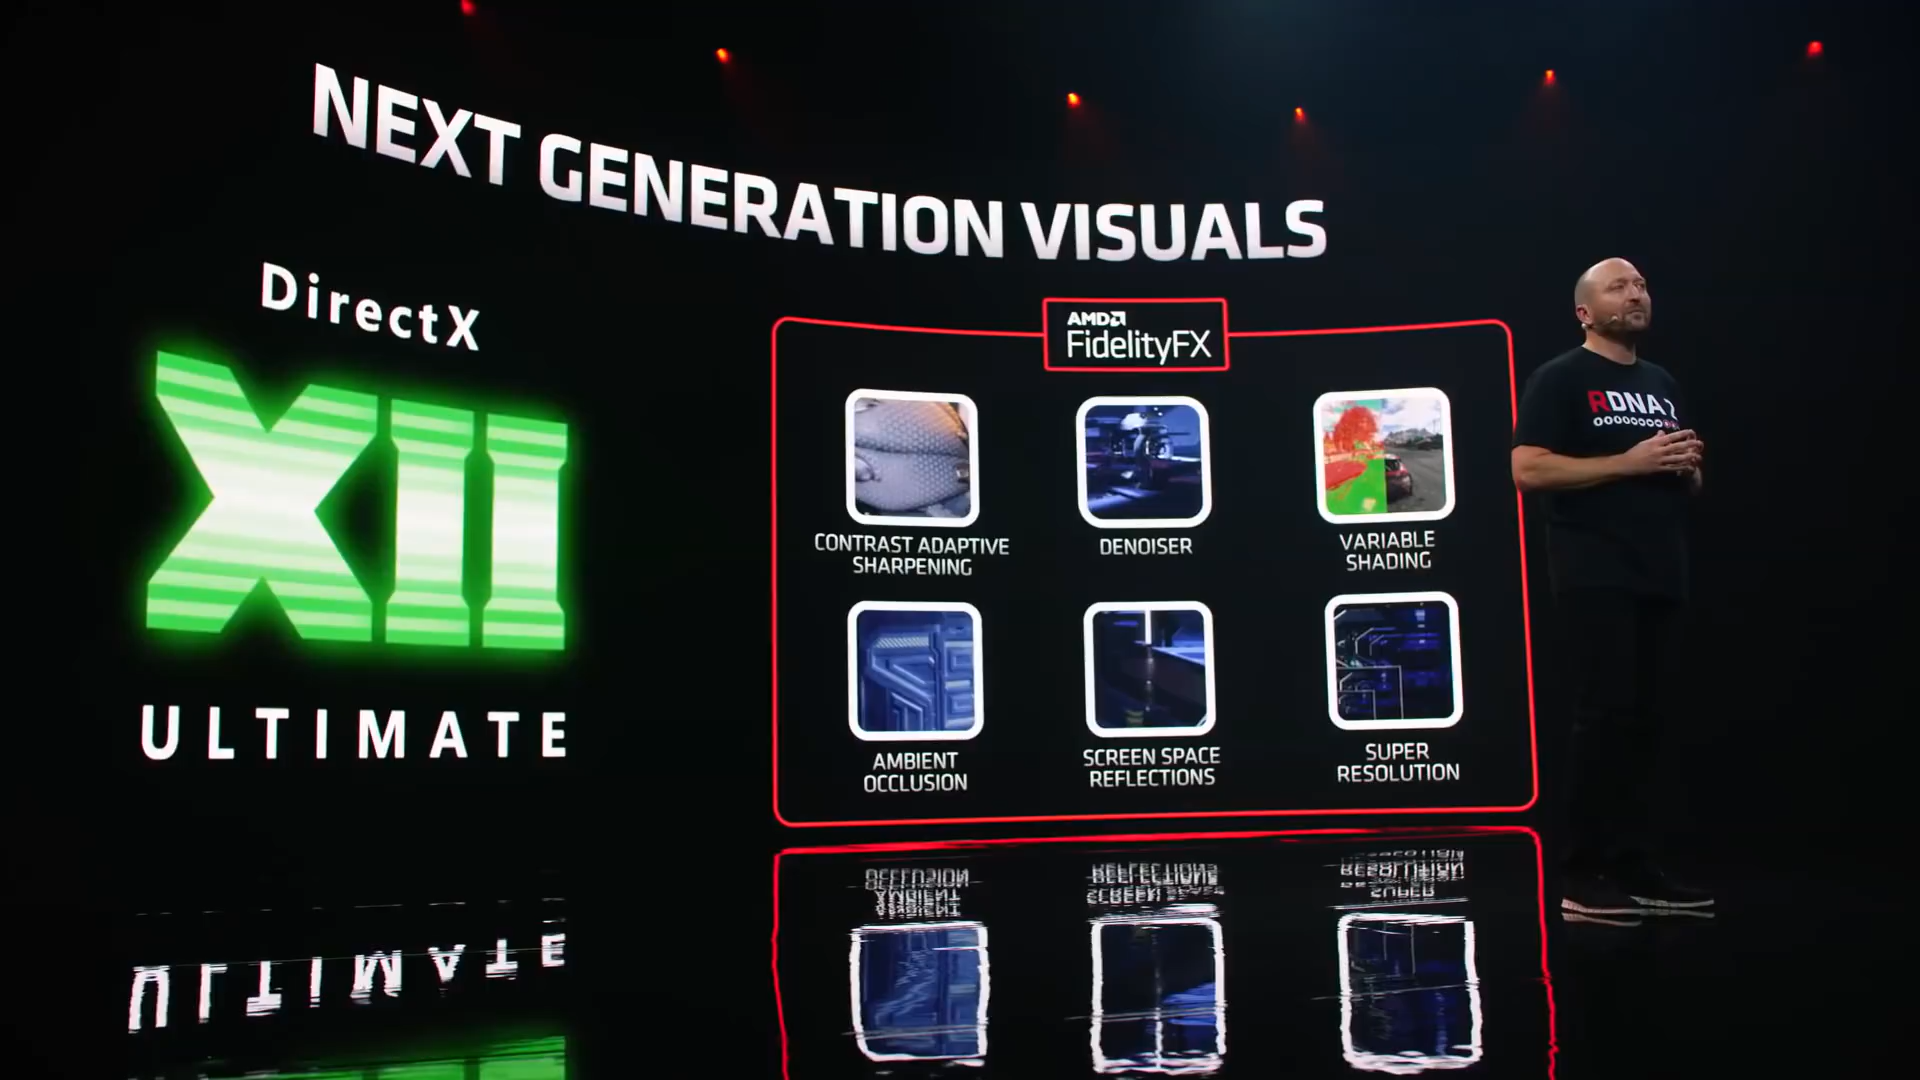 NEXT GENERATION VISUALS
DirectX
XII
ULTIMATE
AMD
FidelityFX
CONTRAST ADAPTIVE
SHARPENING
DENOISER
VARIABLE
SHADING
AMBIENT
OCCLUSION
SCREEN SPACE
REFLECTIONS
SUPER
RESOLUTION
RDNA 2